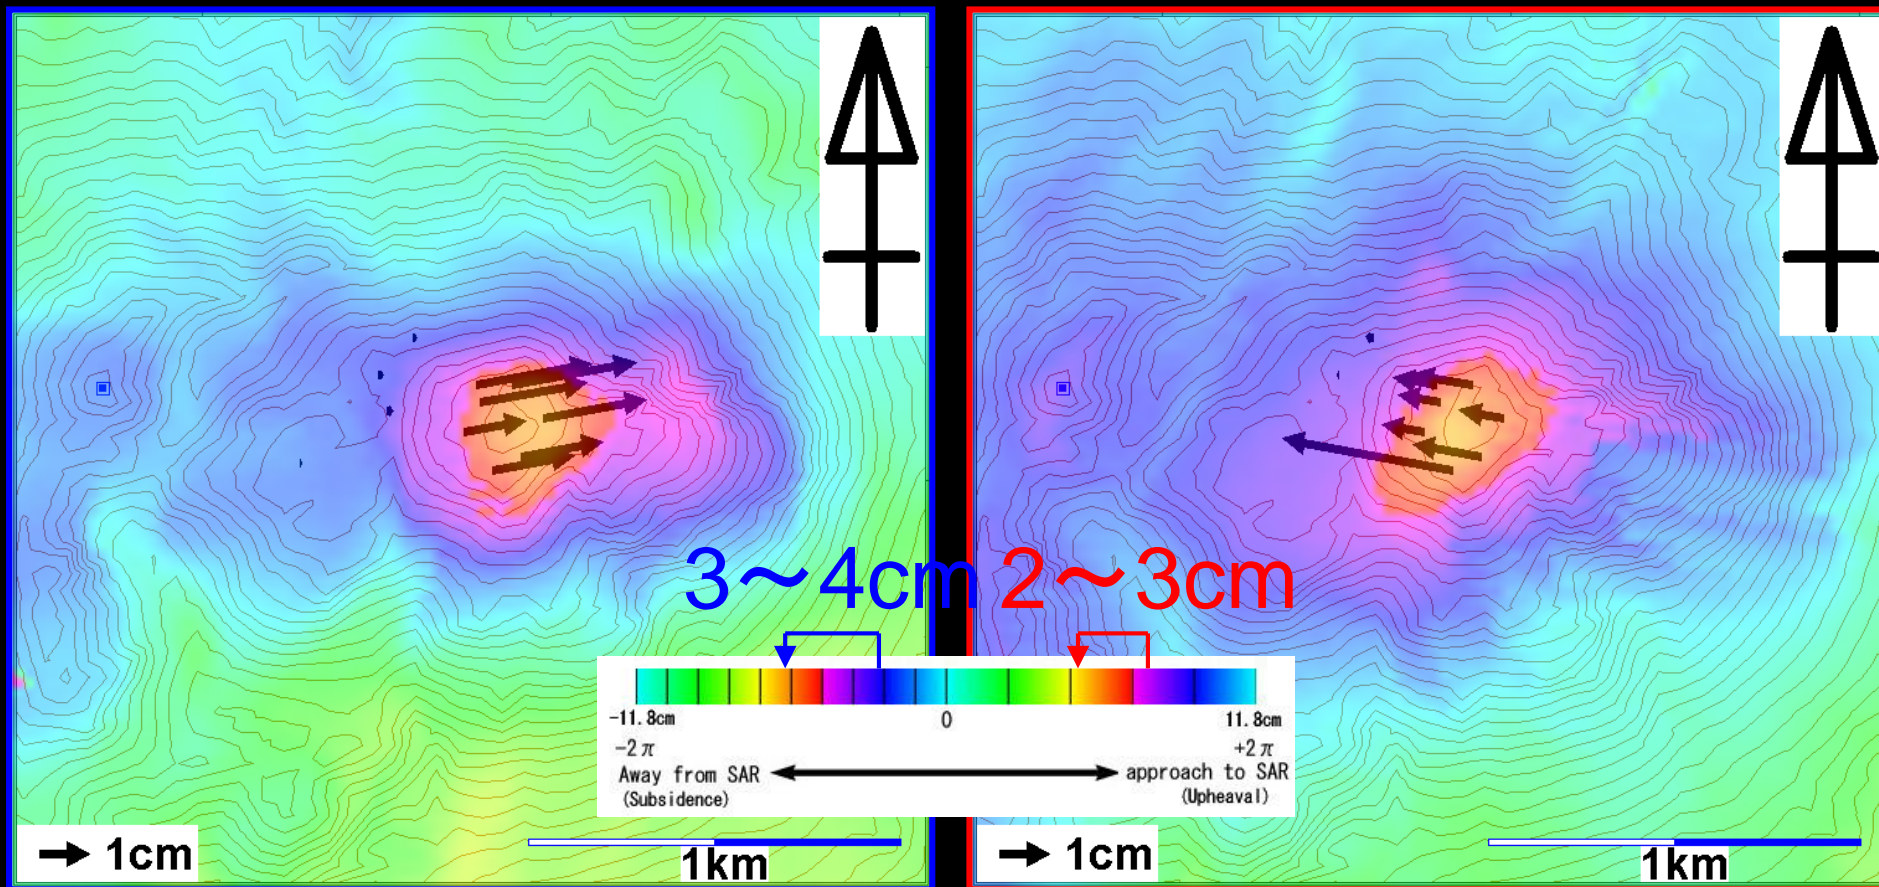 3～4cm
2～3cm
-11.8cm
0
11.8cm
-2π
+2π
Away from SAR
approach to SAR
(Subsidence)
(Upheaval)
1cm
1km
1cm
1km